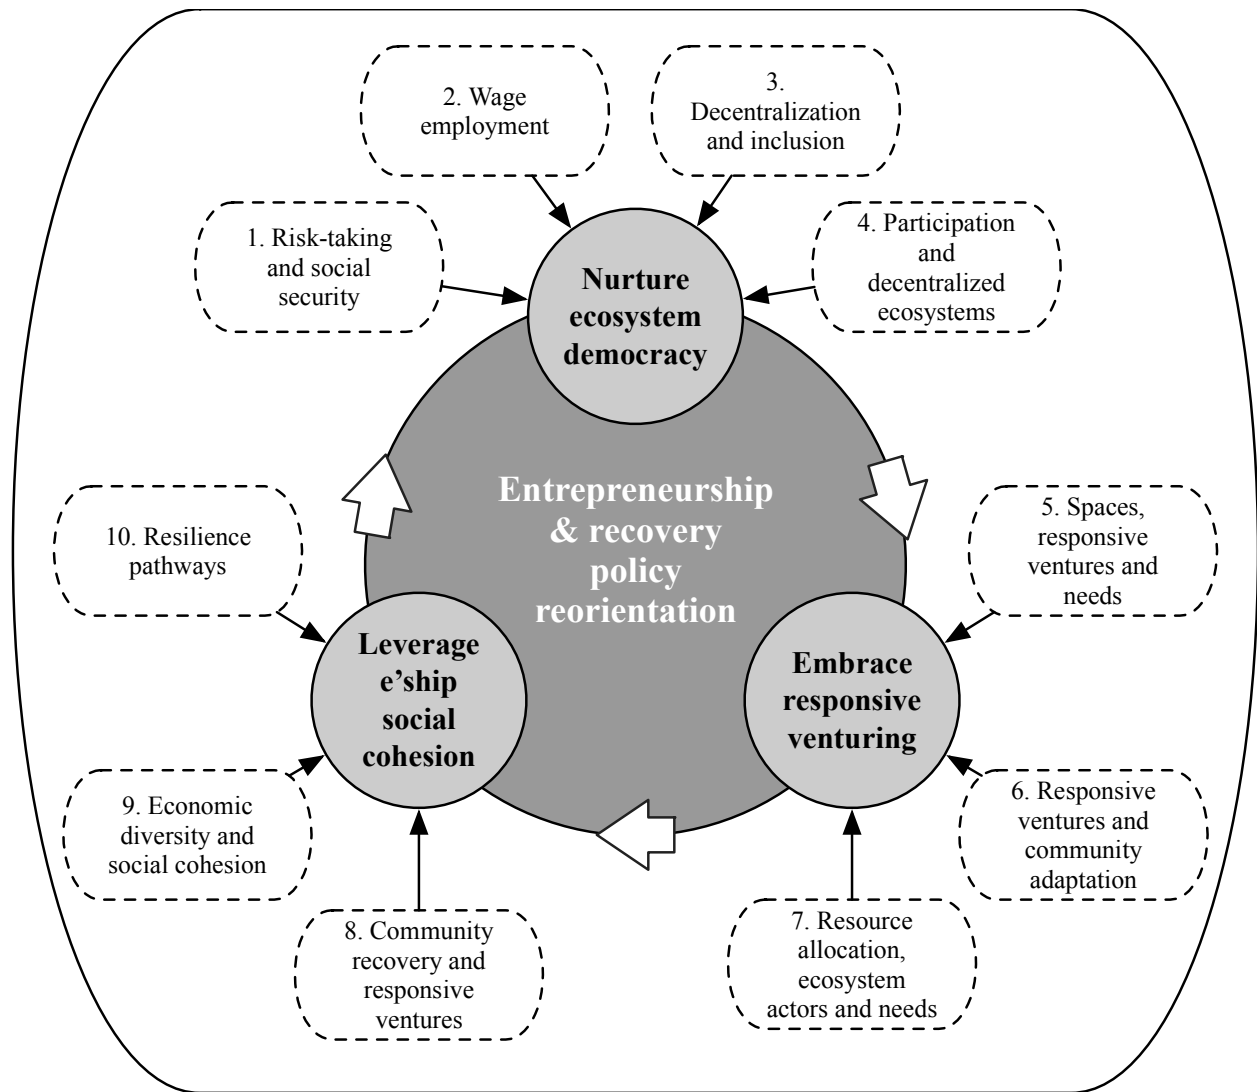 2. Wage
employment
3.
Decentralization
and inclusion
1. Risk-taking
and social
security
4. Participation
and
decentralized
ecosystems
Nurture
ecosystem
democracy
Entrepreneurship
& recovery
policy
reorientation
10. Resilience
pathways
5. Spaces,
responsive
ventures and
needs
Leverage
e’ship
social
cohesion
Embrace
responsive
venturing
9. Economic
diversity and
social cohesion
6. Responsive
ventures and
community
adaptation
8. Community
recovery and
responsive
ventures
7. Resource
allocation,
ecosystem
actors and needs